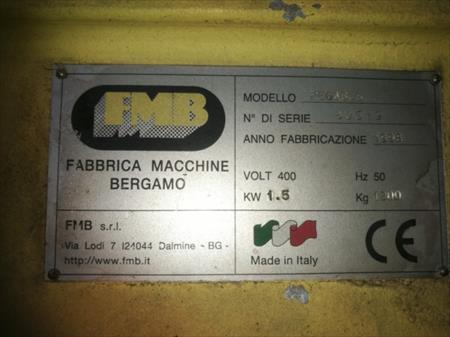 FMB
FABBRICA MACCHINE
BERGAMO
FMB s.r.l.
Via Lodi 7 I24044 Dalmine - BG -
http://www.fmb.it
MODELLO
N° DI SERIE
ANNO FABBRICAZIONE
VOLT 400 Hz 50
KW 1.5 Kg
Made in Italy
CE